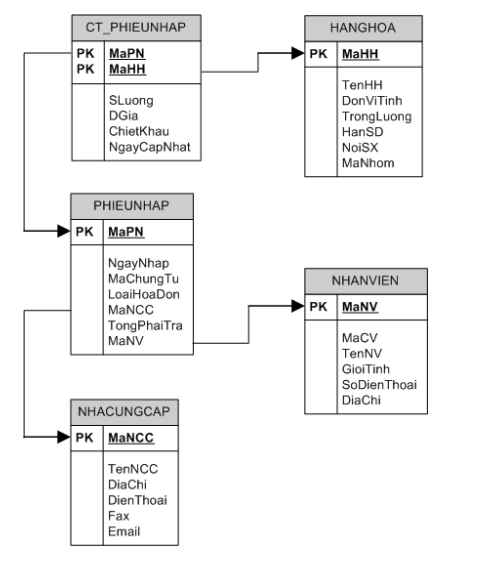 CT_PHIEUNHAP
PK MaPN
PK MaHH
SLuong
DGia
ChietKhau
NgayCapNhat
HANGHOA
PK MaHH
TenHH
DonViTinh
TrongLuong
HanSD
NoiSX
MaNhom
PHIEUNHAP
PK MaPN
NgayNhap
MaChungTu
LoaiHoaDon
MaNCC
TongPhaiTra
MaNV
NHANVIEN
PK MaNV
MaCV
TenNV
GioiTinh
SoDienThoai
DiaChi
NHACUNGCAP
PK MaNCC
TenNCC
DiaChi
DienThoai
Fax
Email